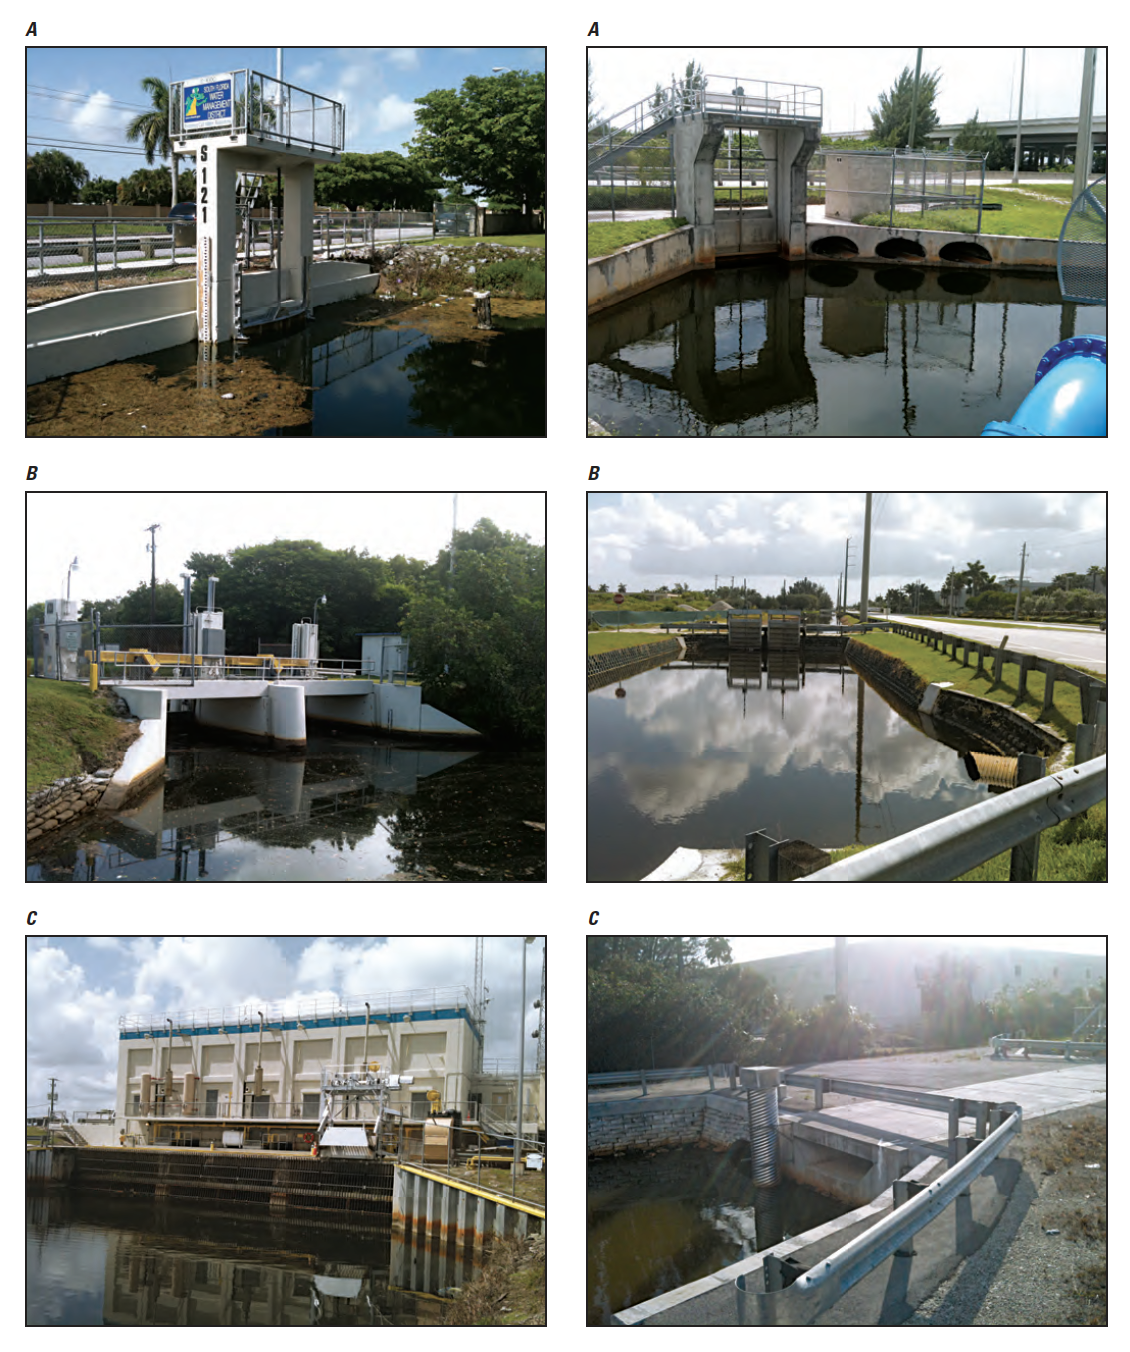 A
SOUTH FLORIDA
WATER
MANAGEMENT
DISTRICT
S
1
2
1
A
B
B
C
C